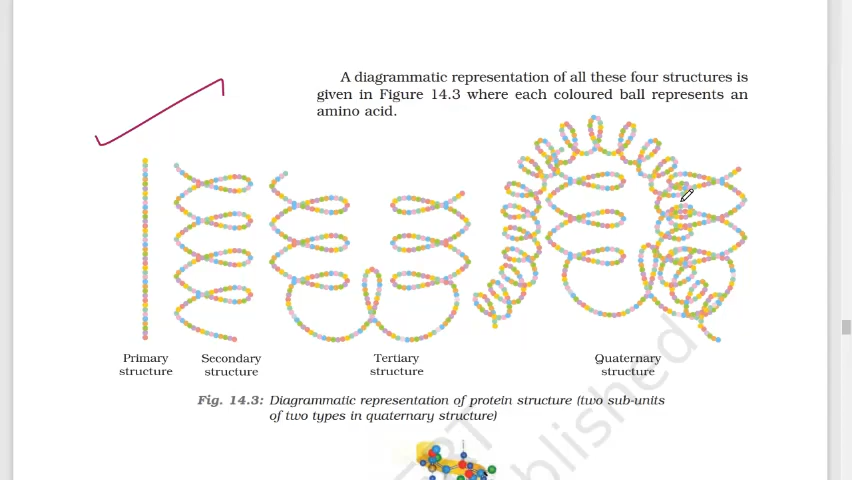 A diagrammatic representation of all these four structures is
given in Figure 14.3 where each coloured ball represents an
amino acid.
Primary
structure
Secondary
structure
Tertiary
structure
Quaternary
structure
Fig. 14.3: Diagrammatic representation of protein structure (two sub-units
of two types in quaternary structure)